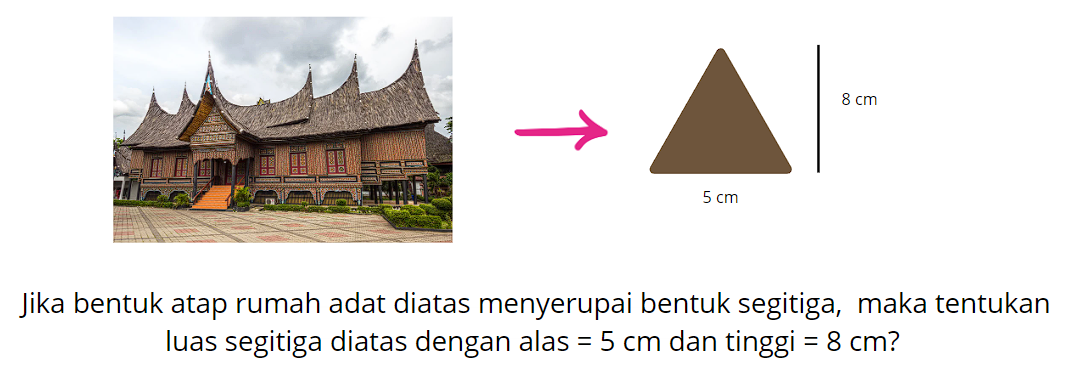 8 cm
5 cm
Jika bentuk atap rumah adat diatas menyerupai bentuk segitiga, maka tentukan
luas segitiga diatas dengan alas = 5 cm dan tinggi = 8 cm?